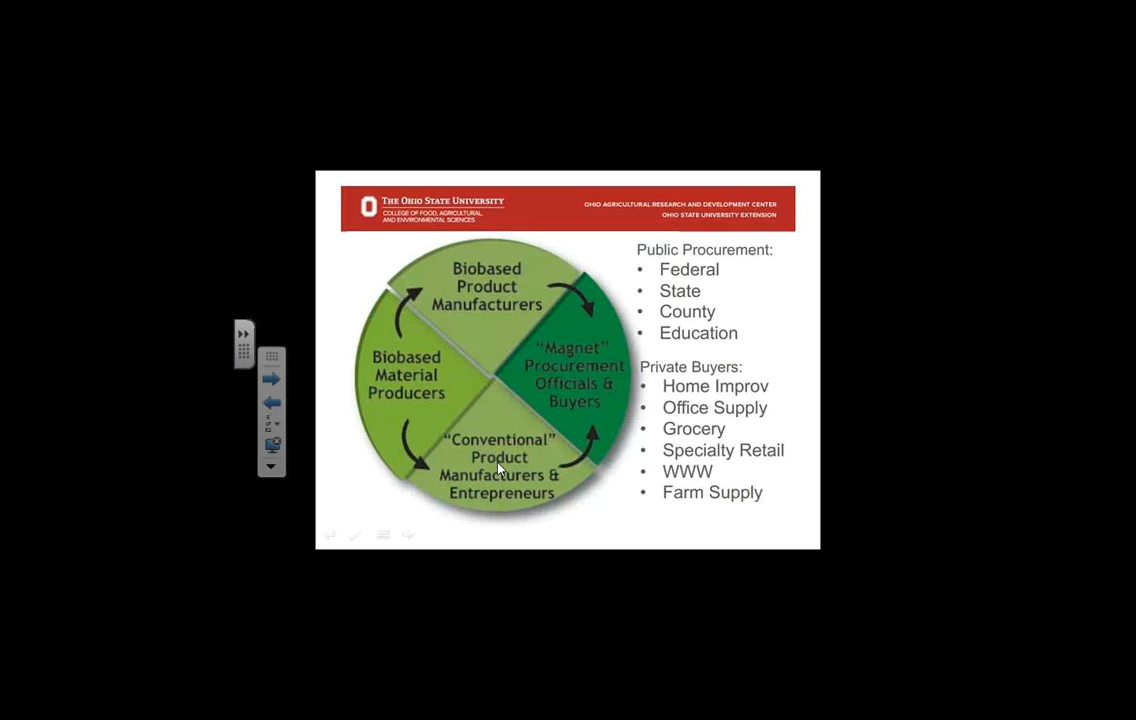 THE OHIO STATE UNIVERSITY
COLLEGE OF FOOD, AGRICULTURAL,
AND ENVIRONMENTAL SCIENCES
OHIO AGRICULTURAL RESEARCH AND DEVELOPMENT CENTER
OHIO STATE UNIVERSITY EXTENSION
Biobased
Product
Manufacturers
Biobased
Material
Producers
"Magnet"
Procurement
Officials &
Buyers
"Conventional"
Product
Manufacturers &
Entrepreneurs
Public Procurement:
• Federal
• State
• County
• Education
Private Buyers:
• Home Improv
• Office Supply
• Grocery
• Specialty Retail
• WWW
• Farm Supply